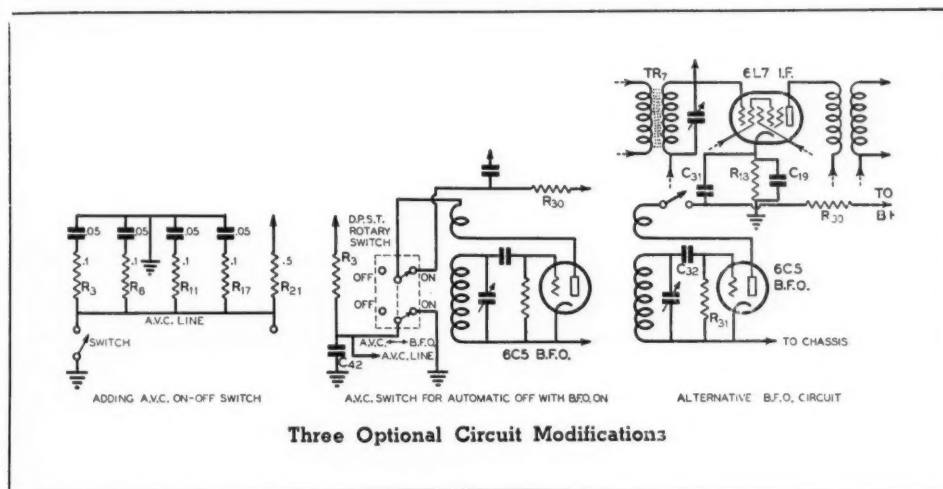 TR7
6L7 I.F.
C31
R13
C19
R30
TO
6C5
B.F.O.
C32
R31
TO CHASSIS
ALTERNATIVE B.F.O. CIRCUIT
D.P.S.T.
ROTARY
SWITCH
R3
OFF
ON
OFF
ON
A.V.C.
B.F.O.
C42
A.V.C. LINE
R30
6C5 B.F.O.
A.V.C. SWITCH FOR AUTOMATIC OFF WITH B.F.O. ON
.05 .05 .05 .05
.1 .1 .1 .1 .5
R3 R6 R11 R17 R21
A.V.C. LINE
SWITCH
ADDING A.V.C. ON-OFF SWITCH
Three Optional Circuit Modifications